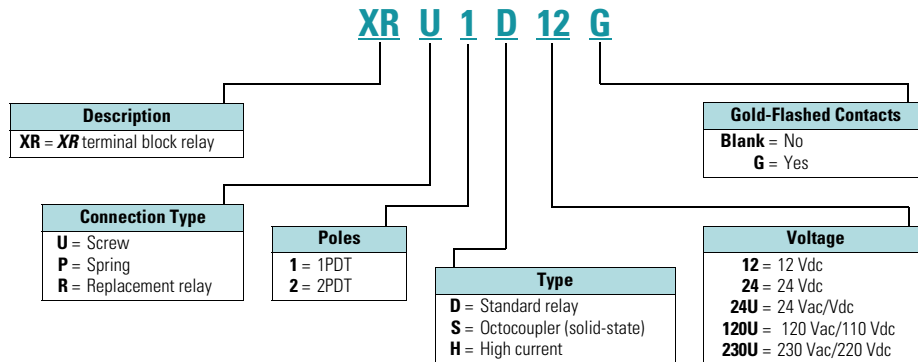 XR U 1 D 12 G
Description
XR = XR terminal block relay
Gold-Flashed Contacts
Blank = No
G = Yes
Connection Type
U = Screw
P = Spring
R = Replacement relay
Poles
1 = 1PDT
2 = 2PDT
Type
D = Standard relay
S = Octocoupler (solid-state)
H = High current
Voltage
12 = 12 Vdc
24 = 24 Vdc
24U = 24 Vac/Vdc
120U = 120 Vac/110 Vdc
230U = 230 Vac/220 Vdc